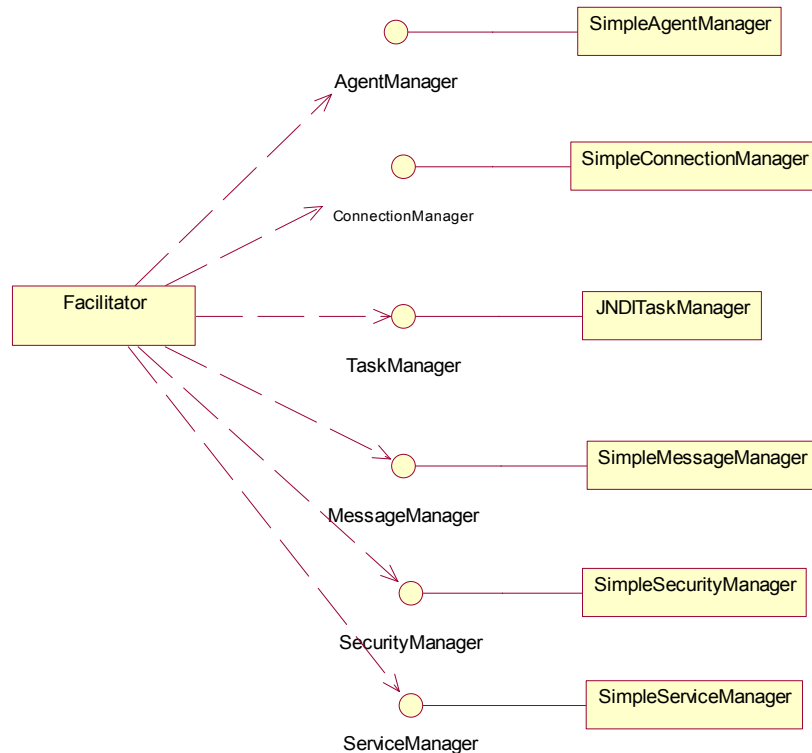 SimpleAgentManager
AgentManager
SimpleConnectionManager
ConnectionManager
Facilitator
JNDITaskManager
TaskManager
SimpleMessageManager
MessageManager
SimpleSecurityManager
SecurityManager
SimpleServiceManager
ServiceManager